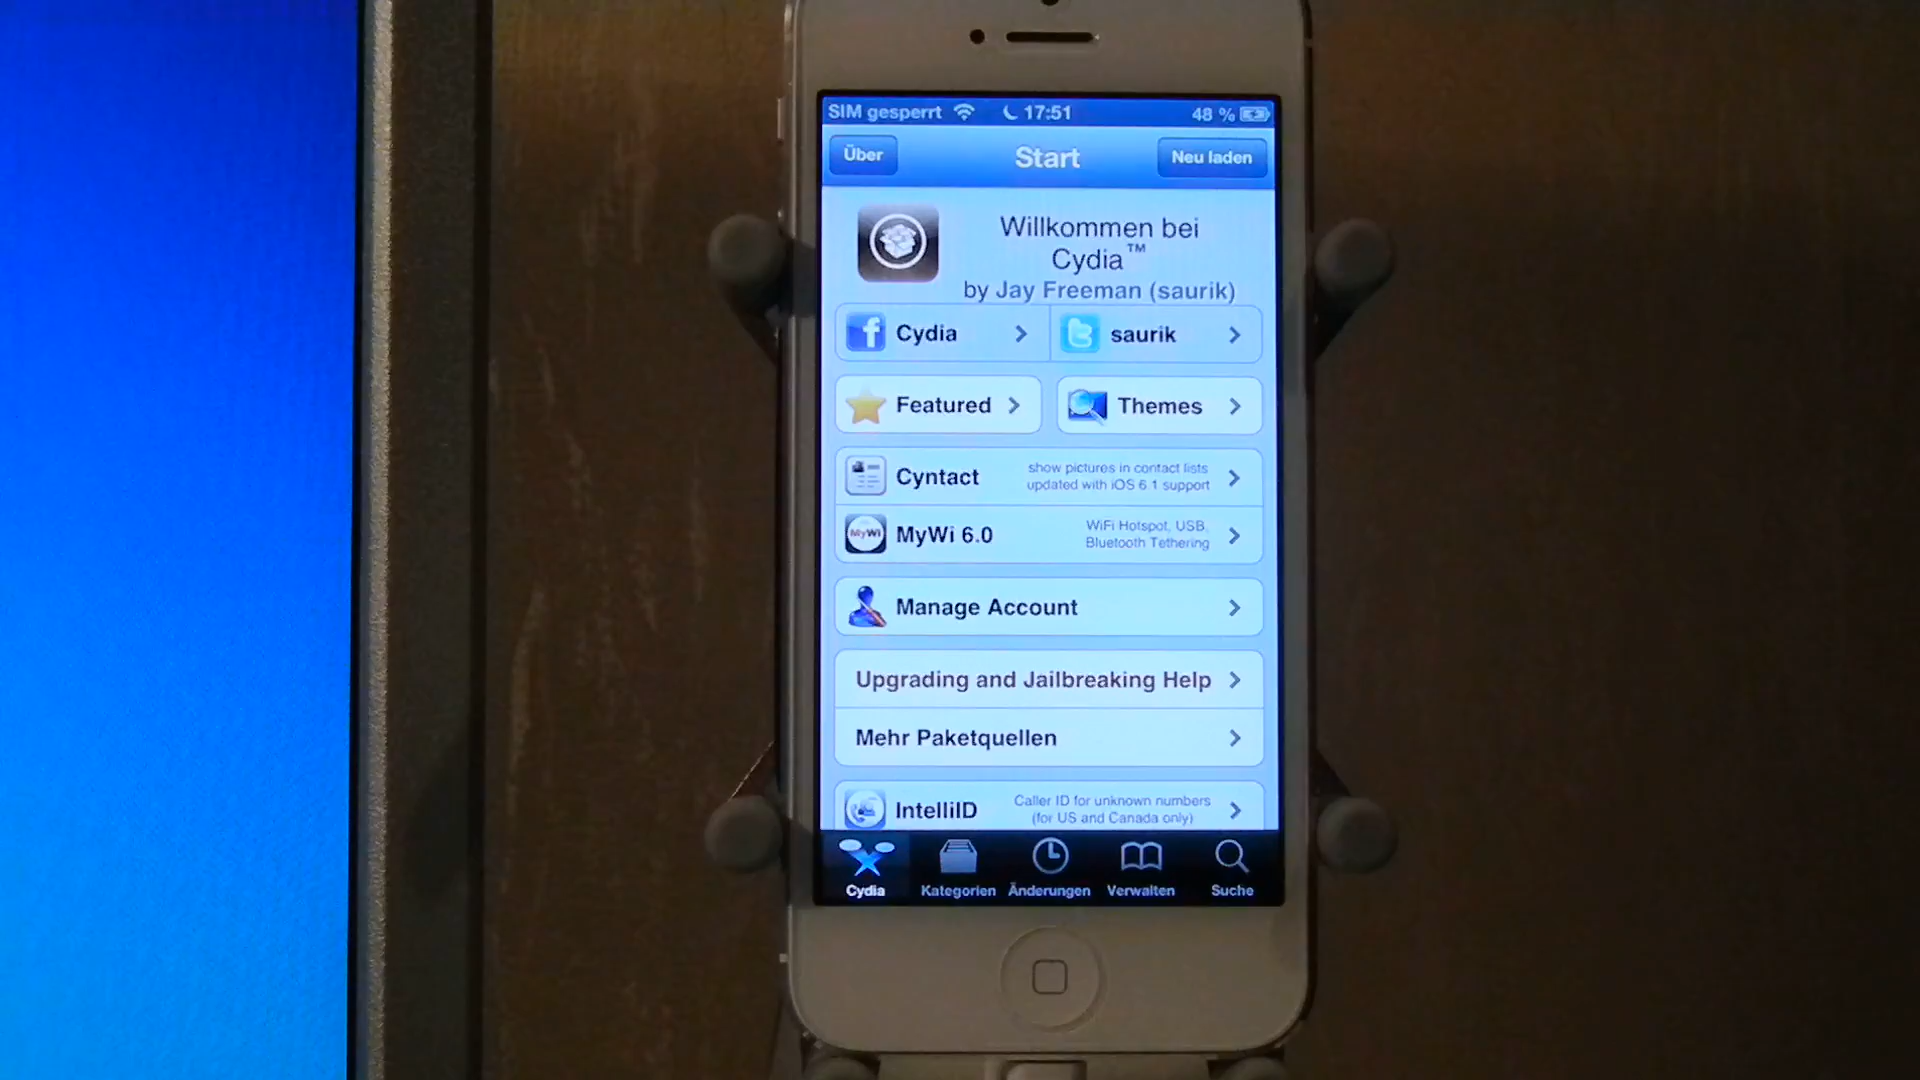 SIM gesperrt 17:51 48 %
Über Start Neu laden
Willkommen bei
Cydia™
by Jay Freeman (saurik)
Cydia saurik
Featured Themes
Cyntact show pictures in contact lists
updated with iOS 6.1 support
MyWi MyWi 6.0 WiFi Hotspot, USB,
Bluetooth Tethering
Manage Account
Upgrading and Jailbreaking Help
Mehr Paketquellen
IntelliID Caller ID for unknown numbers
(for US and Canada only)
Cydia Kategorien Änderungen Verwalten Suche